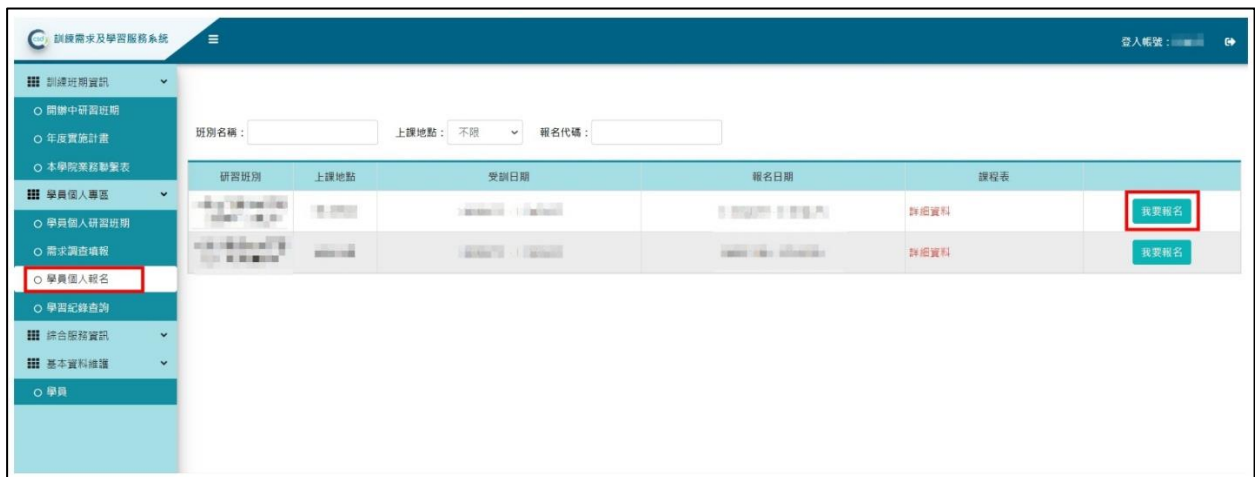 csdi 訓練需求及學習服務系統
登入帳號：
訓練班期資訊
開辦中研習班期
年度實施計畫
本學院業務聯繫表
學員個人專區
學員個人研習班期
需求調查填報
學員個人報名
學習紀錄查詢
綜合服務資訊
基本資料維護
學員
班別名稱： 上課地點： 不限 報名代碼：
研習班別 上課地點 受訓日期 報名日期 課程表
詳細資料 我要報名
詳細資料 我要報名